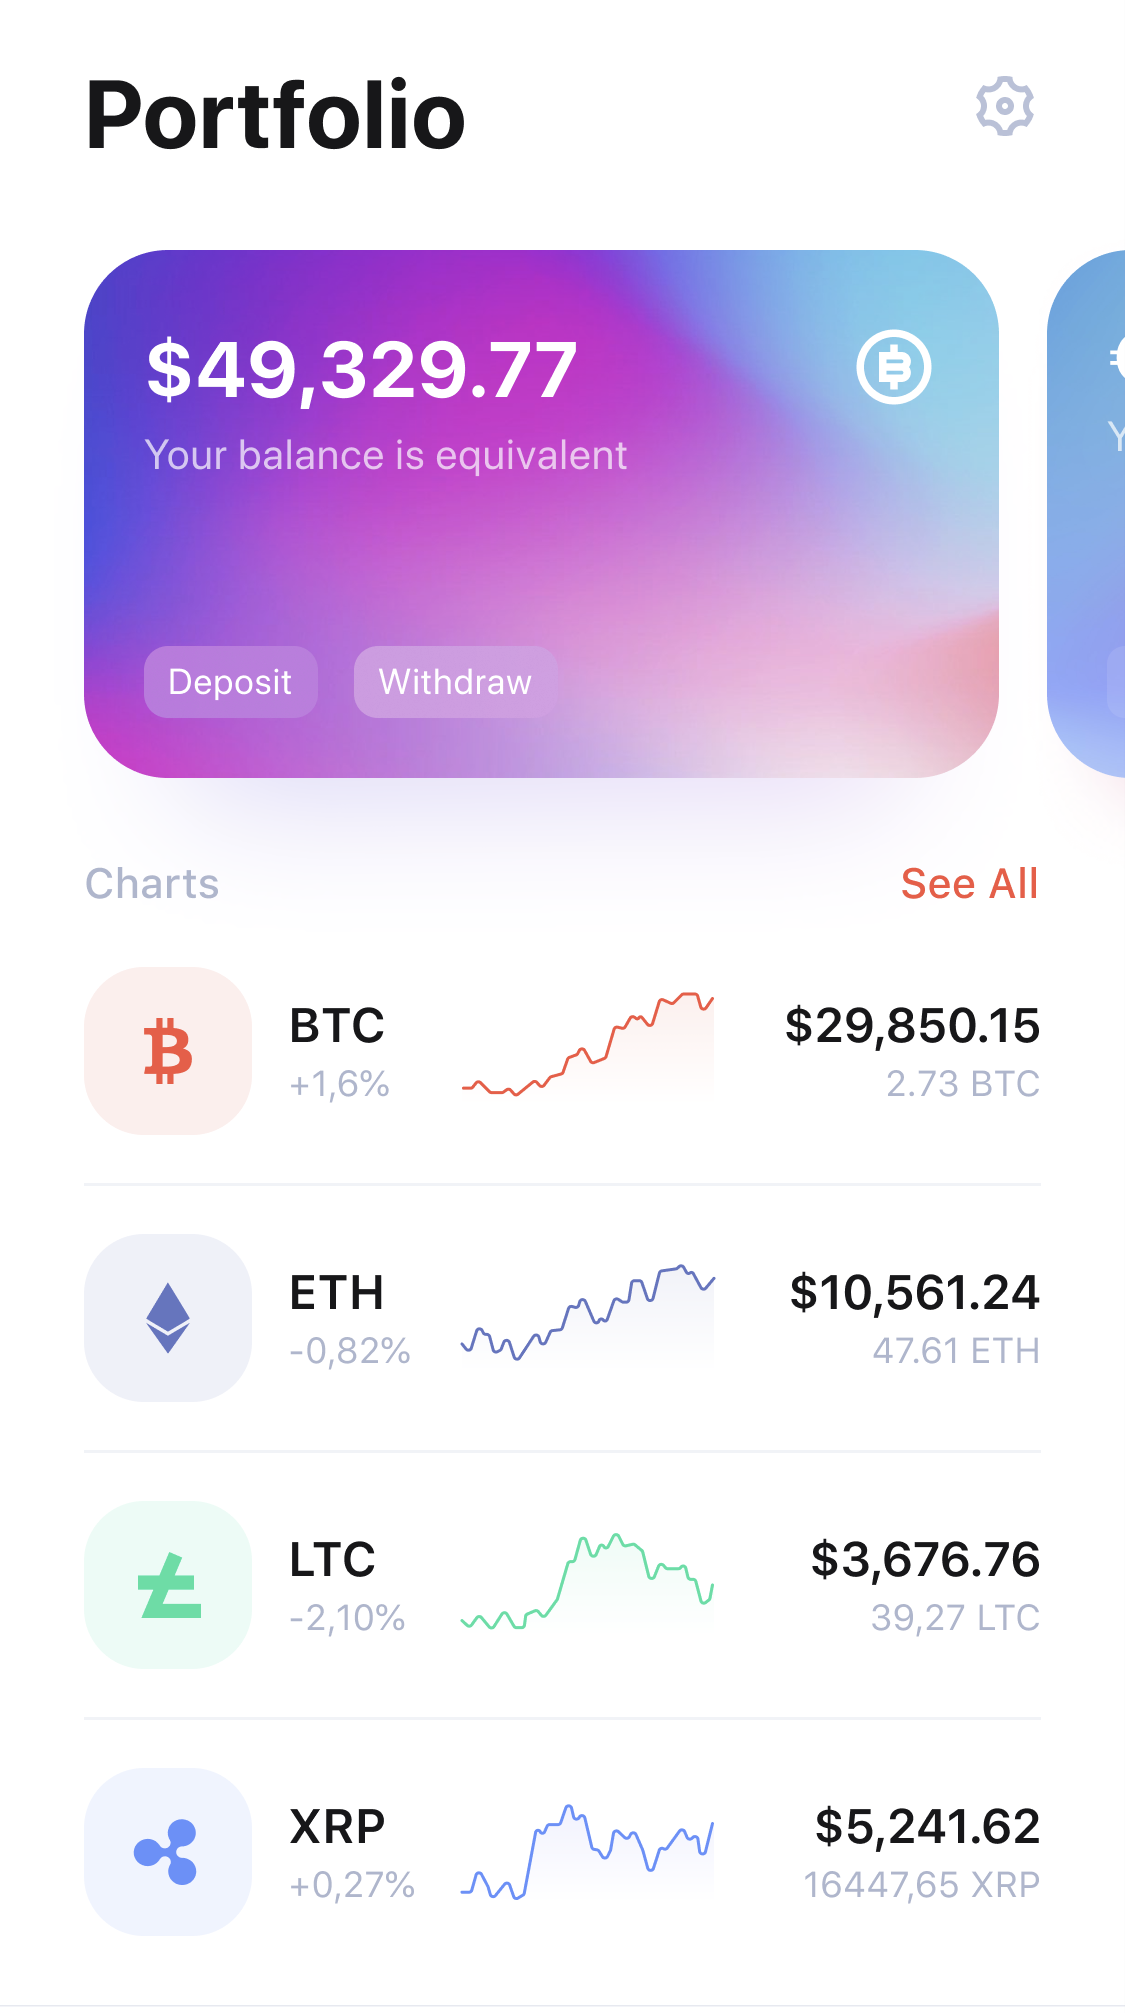 Portfolio
$49,329.77
Your balance is equivalent
Deposit Withdraw
Charts See All
BTC $29,850.15
+1,6% 2.73 BTC
ETH $10,561.24
-0,82% 47.61 ETH
LTC $3,676.76
-2,10% 39,27 LTC
XRP $5,241.62
+0,27% 16447,65 XRP